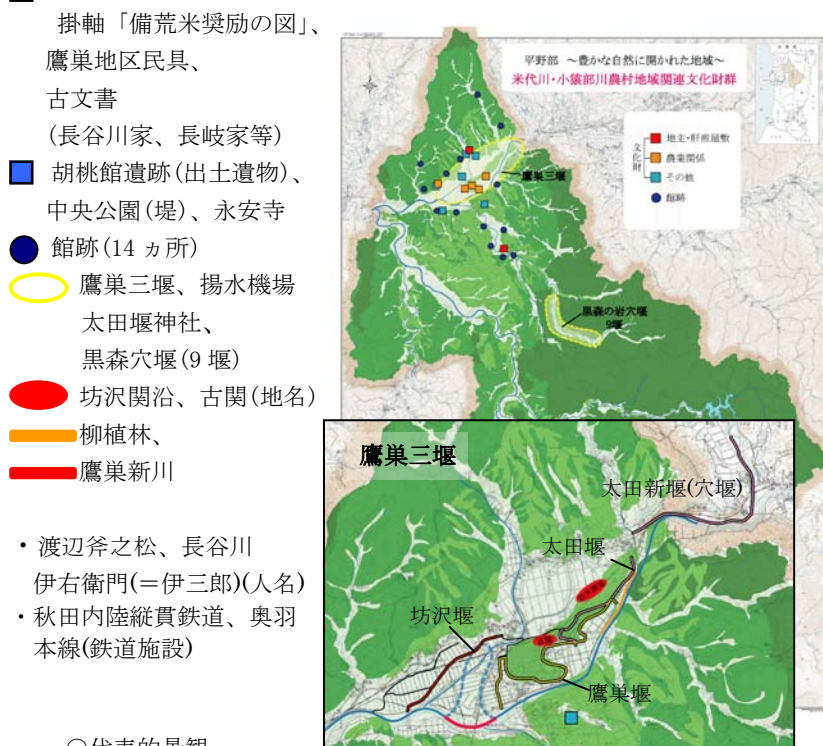 掛軸「備荒米奨励の図」、
鷹巣地区民具、
古文書
(長谷川家、長岐家等)
胡桃館遺跡(出土遺物)、
中央公園(堤)、永安寺
館跡(14 ヵ所)
鷹巣三堰、揚水機場
太田堰神社、
黒森穴堰(9 堰)
坊沢関沿、古関(地名)
柳植林、
鷹巣新川
・渡辺斧之松、長谷川
伊右衛門(=伊三郎)(人名)
・秋田内陸縦貫鉄道、奥羽
本線(鉄道施設)
平野部 ～豊かな自然に開かれた地域～
米代川・小猿部川農村地域関連文化財群
文化財
地主・肝煎屋敷
農業関係
その他
館跡
鷹巣三堰
黒森の岩穴堰
9堰
鷹巣三堰
太田新堰(穴堰)
太田堰
坊沢堰
鷹巣堰